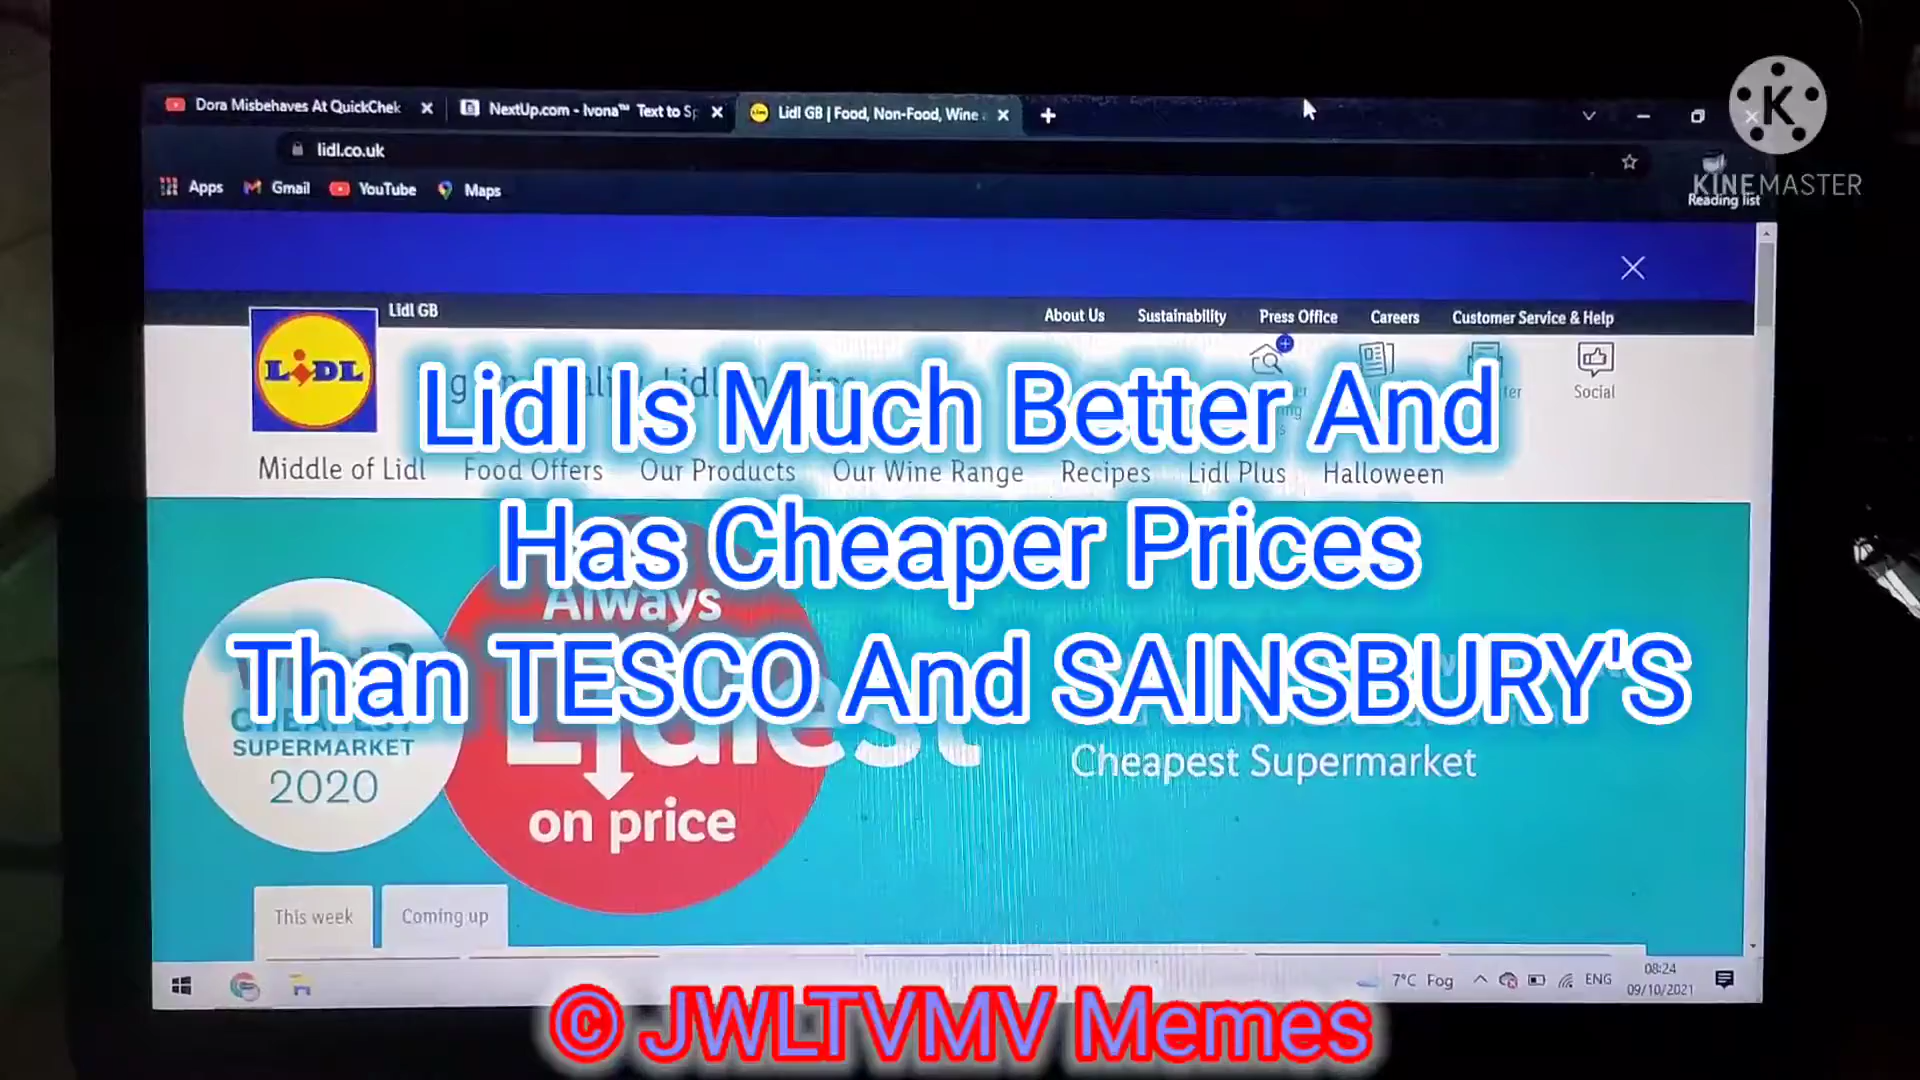 Dora Misbehaves At QuickChek
NextUp.com - Ivona™ Text to Sp
Lidl GB | Food, Non-Food, Wine
lidl.co.uk
Apps
Gmail
YouTube
Maps
KINEMASTER
Reading list
Lidl GB
About Us
Sustainability
Press Office
Careers
Customer Service & Help
LIDL
Social
Lidl Is Much Better And
Middle of Lidl
Food Offers
Our Products
Our Wine Range
Recipes
Lidl Plus
Halloween
Has Cheaper Prices
Always
Than TESCO And SAINSBURY'S
CHEAPEST
SUPERMARKET
2020
Lidlest
on price
Cheapest Supermarket
This week
Coming up
7°C Fog
ENG
08:24
09/10/2021
© JWLTVMV Memes